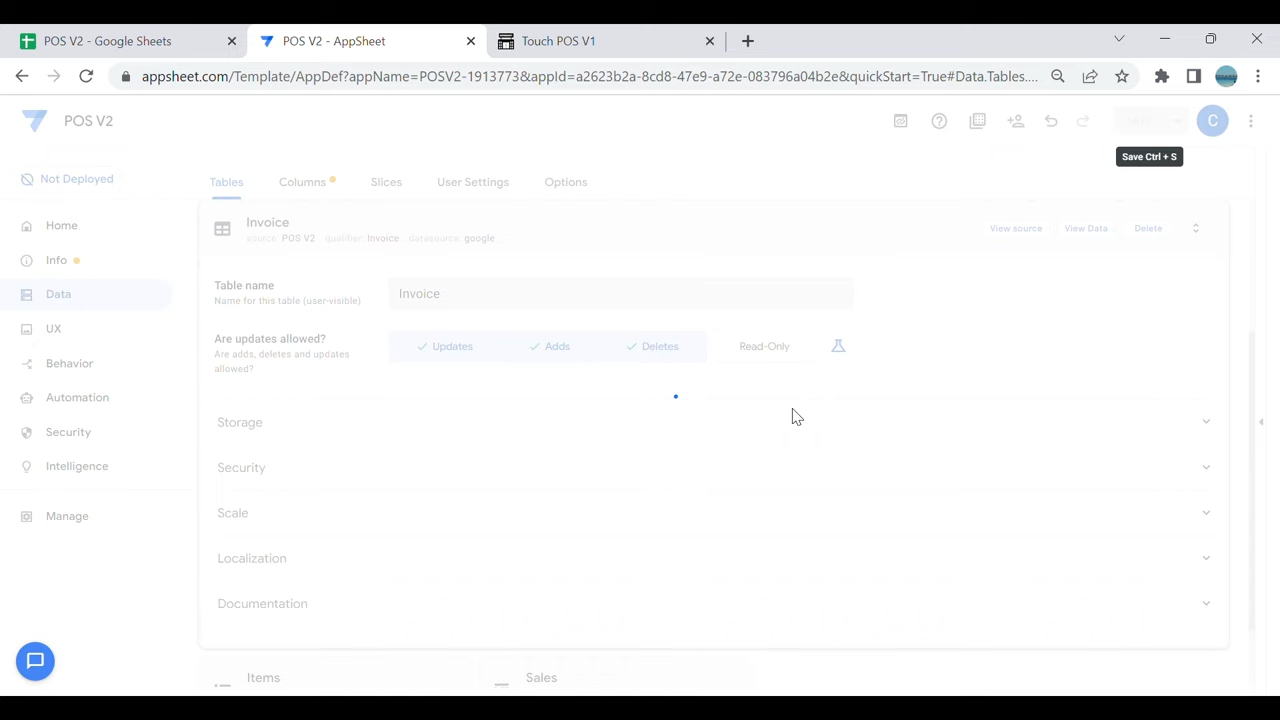 POS V2 - Google Sheets
POS V2 - AppSheet
Touch POS V1
appsheet.com/Template/AppDef?appName=POSV2-1913773&appId=a2623b2a-8cd8-47e9-a72e-083796a04b2e&quickStart=True#Data.Tables....
POS V2
C
Save Ctrl + S
Not Deployed
Tables
Columns
Slices
User Settings
Options
Home
Info
Data
UX
Behavior
Automation
Security
Intelligence
Manage
Invoice
source: POS V2 qualifier: Invoice datasource: google
View source
View Data
Delete
Table name
Name for this table (user-visible)
Invoice
Are updates allowed?
Are adds, deletes and updates
allowed?
Updates
Adds
Deletes
Read-Only
Storage
Security
Scale
Localization
Documentation
Items
Sales